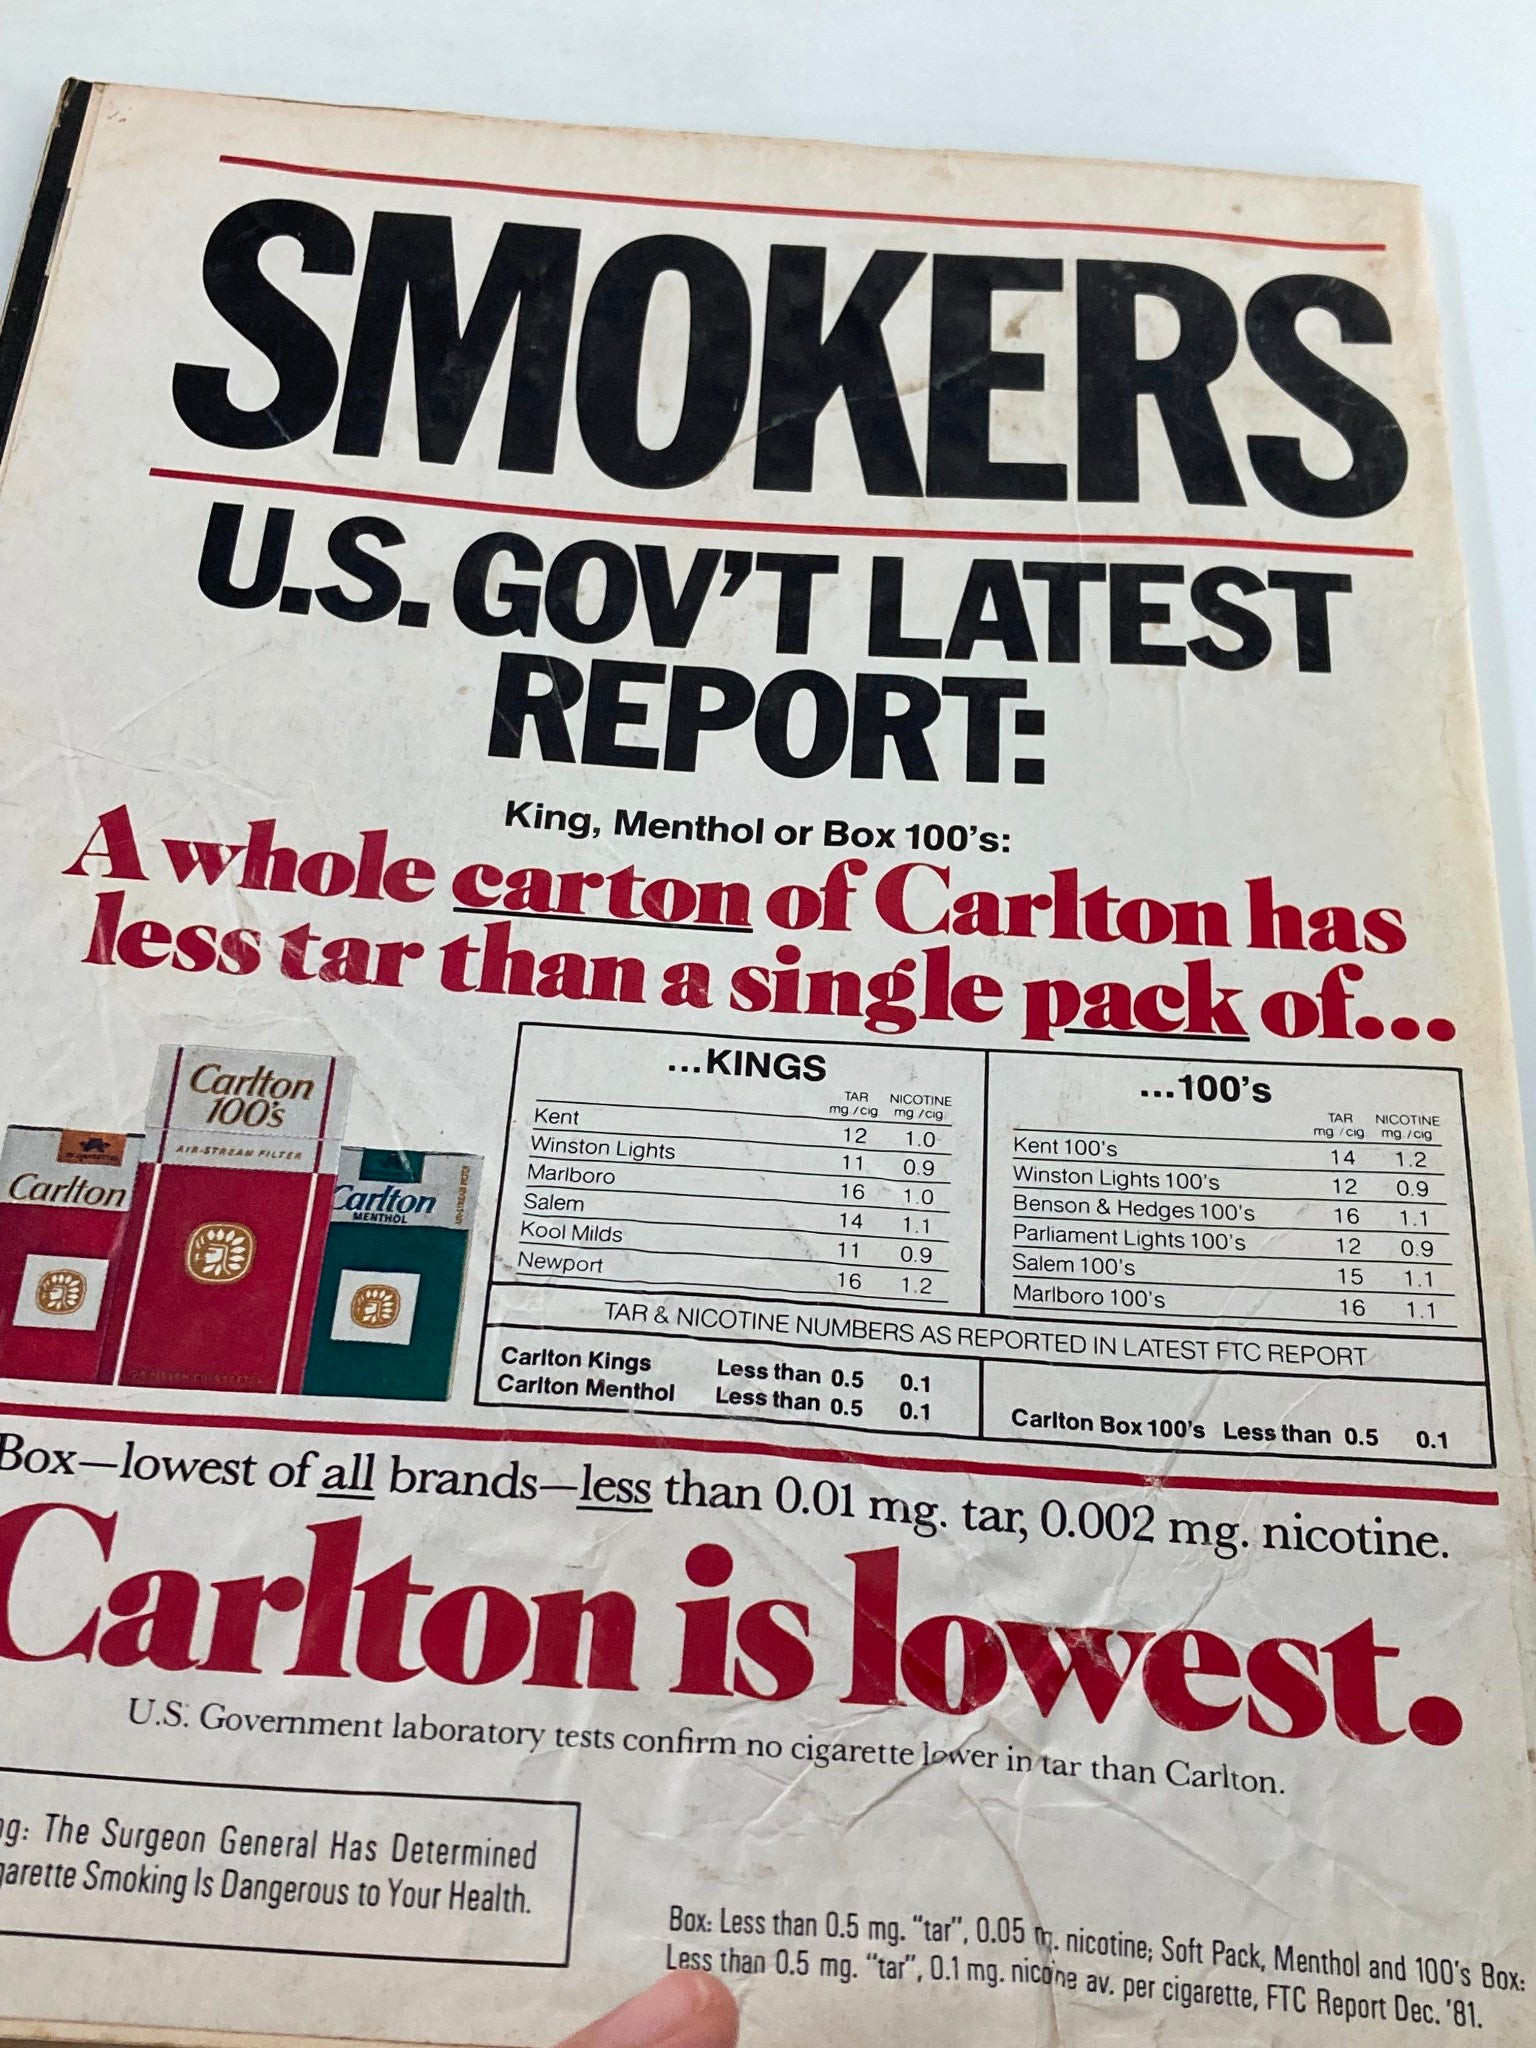 SMOKERS
U.S. GOV'T LATEST
REPORT:
King, Menthol or Box 100's:
A whole carton of Carlton has
less tar than a single pack of...
Carlton
100's
AIR-STREAM FILTER
Carlton
Carlton
MENTHOL
...KINGS
TAR NICOTINE
mg/cig mg/cig
Kent 12 1.0
Winston Lights 11 0.9
Marlboro 16 1.0
Salem 14 1.1
Kool Milds 11 0.9
Newport 16 1.2
...100's
TAR NICOTINE
mg/cig mg/cig
Kent 100's 14 1.2
Winston Lights 100's 12 0.9
Benson & Hedges 100's 16 1.1
Parliament Lights 100's 12 0.9
Salem 100's 15 1.1
Marlboro 100's 16 1.1
TAR & NICOTINE NUMBERS AS REPORTED IN LATEST FTC REPORT
Carlton Kings Less than 0.5 0.1
Carlton Menthol Less than 0.5 0.1
Carlton Box 100's Less than 0.5 0.1
Box—lowest of all brands—less than 0.01 mg. tar, 0.002 mg. nicotine.
Carlton is lowest.
U.S. Government laboratory tests confirm no cigarette lower in tar than Carlton.
ng: The Surgeon General Has Determined
garette Smoking Is Dangerous to Your Health.
Box: Less than 0.5 mg. "tar", 0.05 m. nicotine; Soft Pack, Menthol and 100's Box:
Less than 0.5 mg. "tar", 0.1 mg. nicotine av. per cigarette, FTC Report Dec. '81.